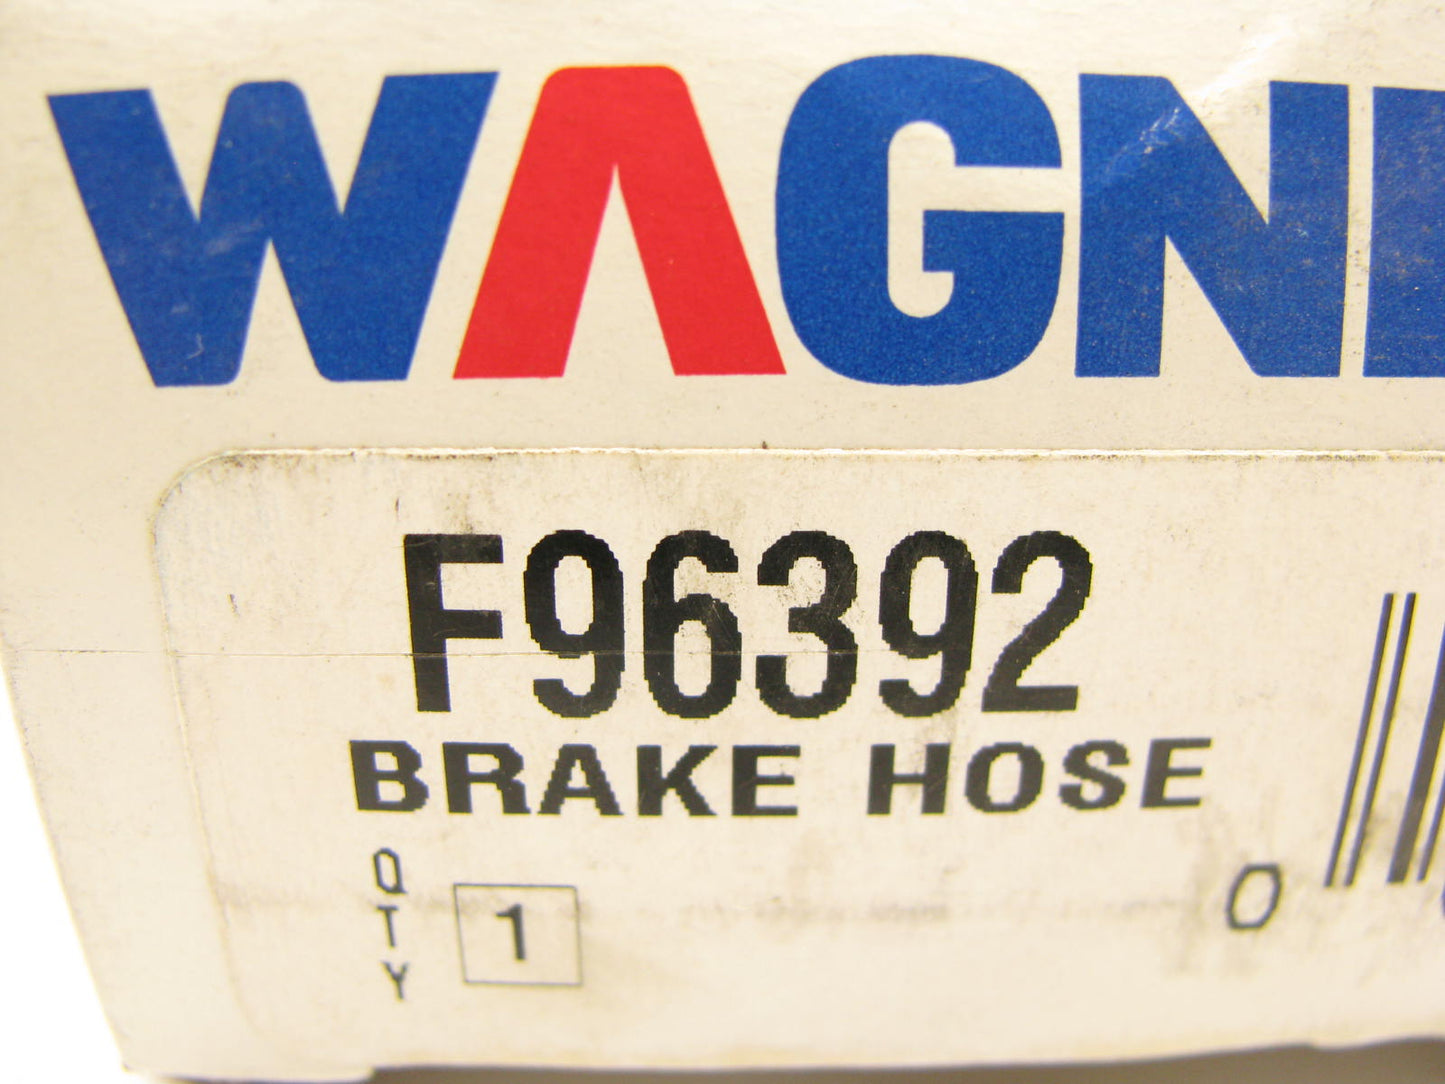 WAGN
F96392
BRAKE HOSE
QTY 1
0